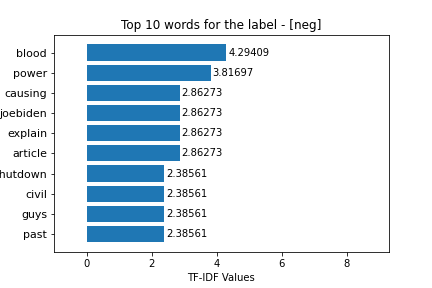 Top 10 words for the label - [neg]
blood 4.29409
power 3.81697
causing 2.86273
joebiden 2.86273
explain 2.86273
article 2.86273
hutdown 2.38561
civil 2.38561
guys 2.38561
past 2.38561
0 2 4 6 8
TF-IDF Values